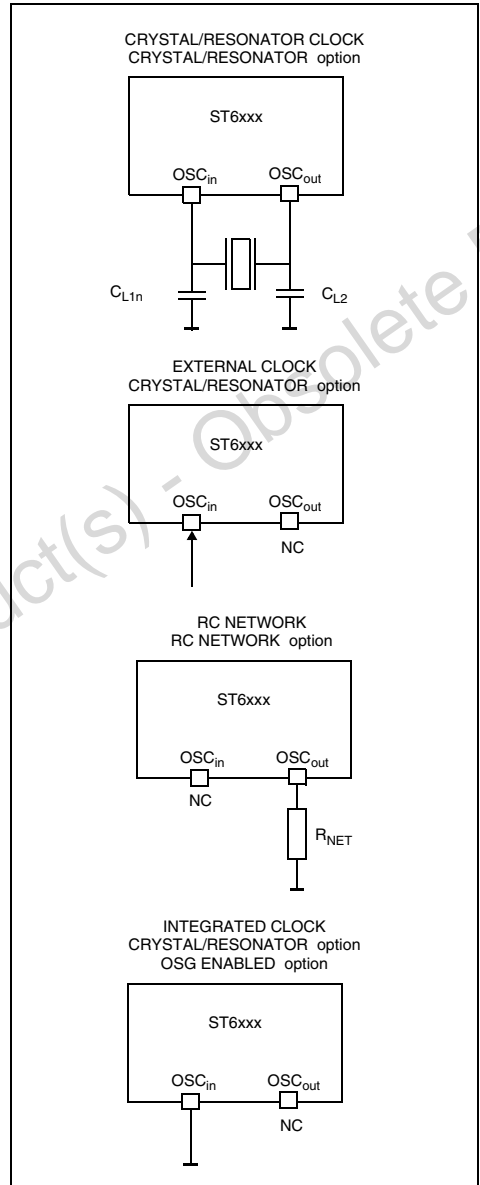 CRYSTAL/RESONATOR CLOCK
CRYSTAL/RESONATOR option
ST6xxx
OSCin
OSCout
CL1n
CL2
EXTERNAL CLOCK
CRYSTAL/RESONATOR option
ST6xxx
OSCin
OSCout
NC
RC NETWORK
RC NETWORK option
ST6xxx
OSCin
OSCout
NC
RNET
INTEGRATED CLOCK
CRYSTAL/RESONATOR option
OSG ENABLED option
ST6xxx
OSCin
OSCout
NC
uct(s) - Obsolete